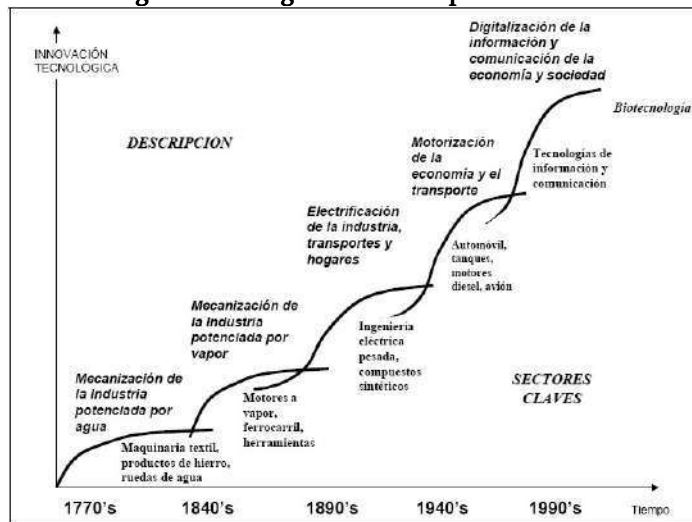 INNOVACIÓN
TECNOLÓGICA
Digitalización de la
información y
comunicación de la
economía y sociedad
Biotecnología
DESCRIPCION
Motorización
de la
economía y el
transporte
Tecnologías de
información y
comunicación
Electrificación
de la industria,
transportes y
hogares
Automóvil,
tanques,
motores
diesel, avión
Mecanización de
la industria
potenciada por
vapor
Ingeniería
eléctrica
pesada,
compuestos
sintéticos
SECTORES
CLAVES
Mecanización de
la industria
potenciada por
agua
Motores a
vapor,
ferrocarril,
herramientas
Maquinaria textil,
productos de hierro,
ruedas de agua
1770's 1840's 1890's 1940's 1990's Tiempo